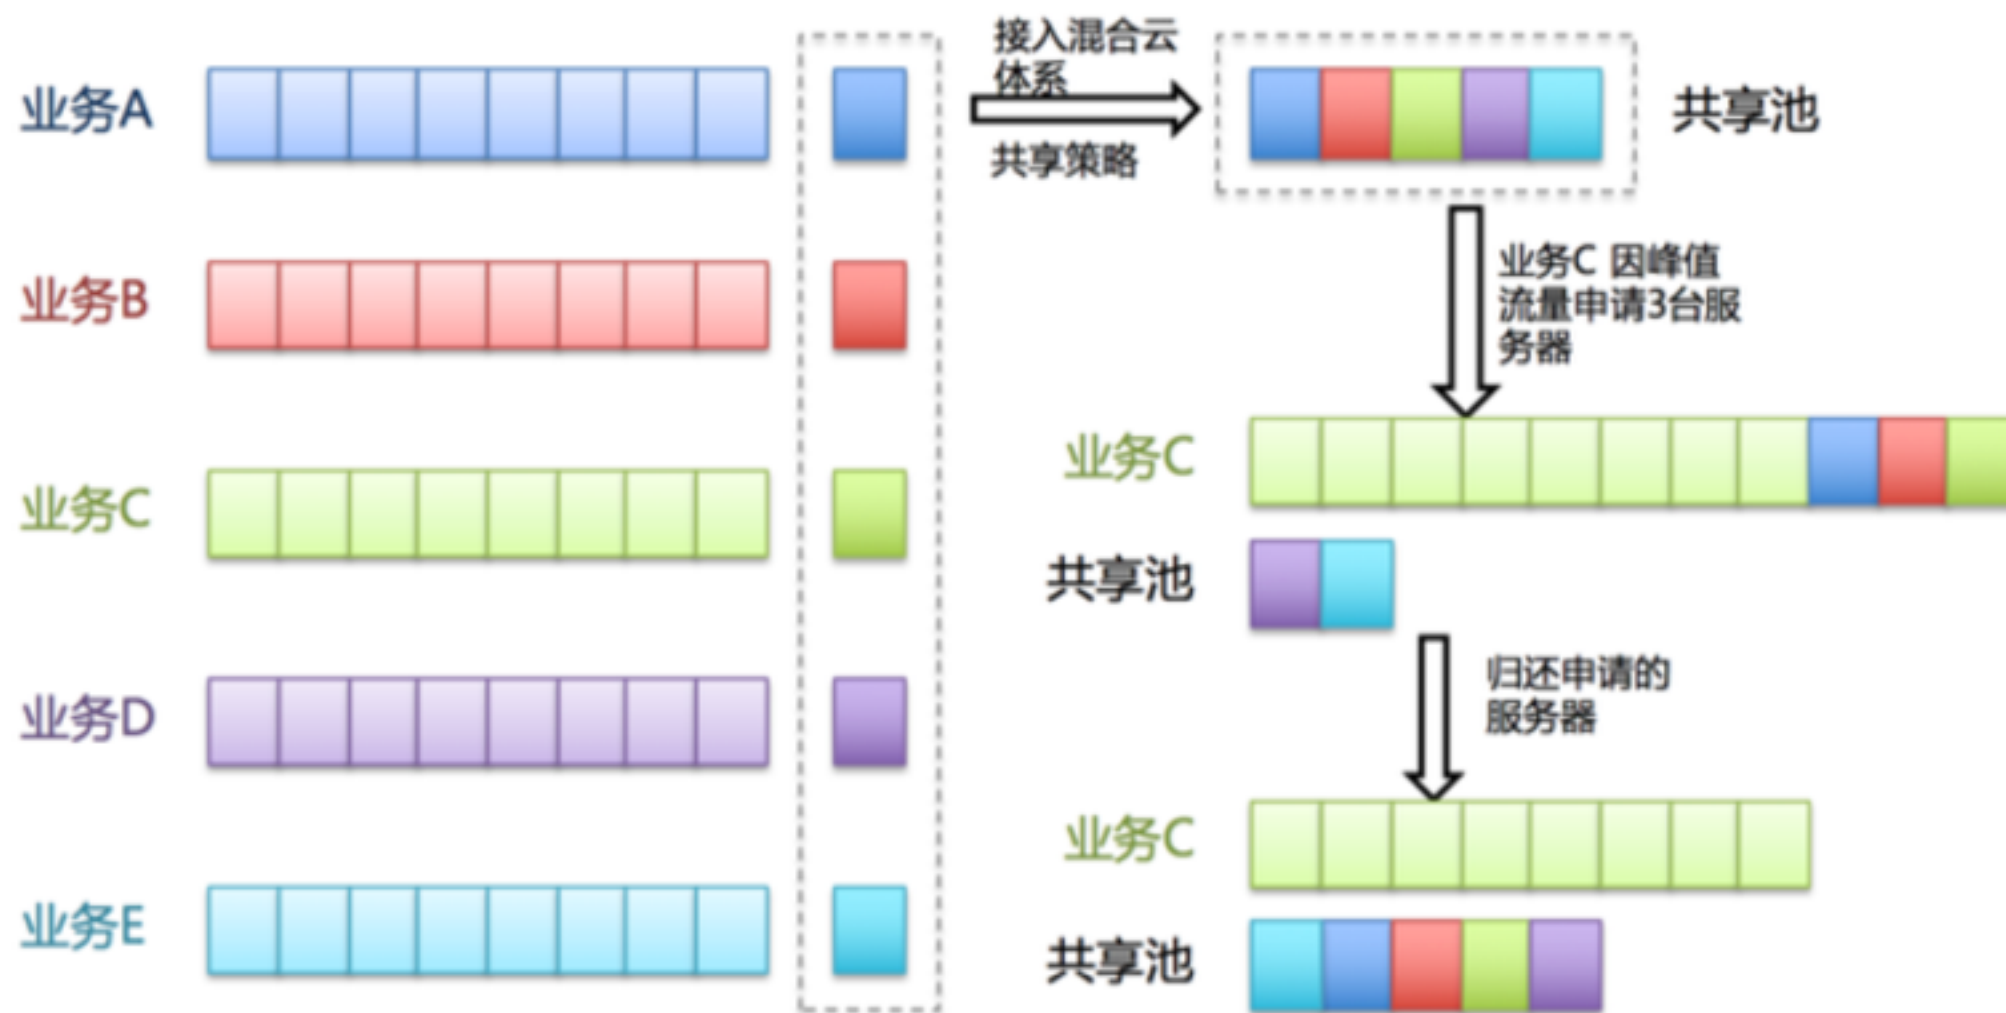 业务A
业务B
业务C
业务D
业务E
接入混合云
体系
共享策略
共享池
业务C 因峰值
流量申请3台服
务器
业务C
共享池
归还申请的
服务器
业务C
共享池